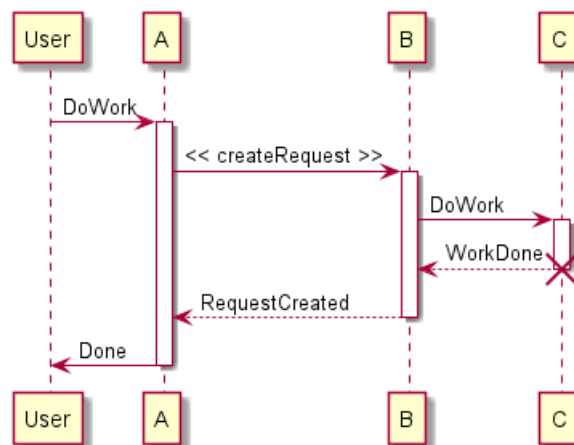 User A B C
DoWork
<< createRequest >>
DoWork
WorkDone
RequestCreated
Done
User A B C